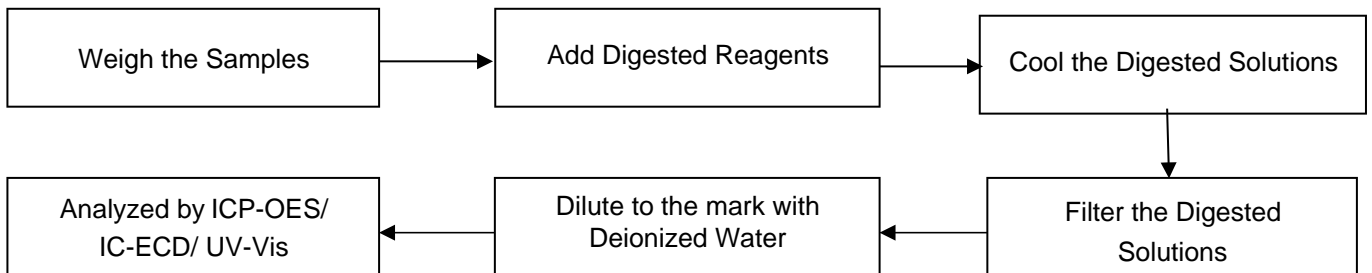 Weigh the Samples
Add Digested Reagents
Cool the Digested Solutions
Filter the Digested
Solutions
Dilute to the mark with
Deionized Water
Analyzed by ICP-OES/
IC-ECD/ UV-Vis